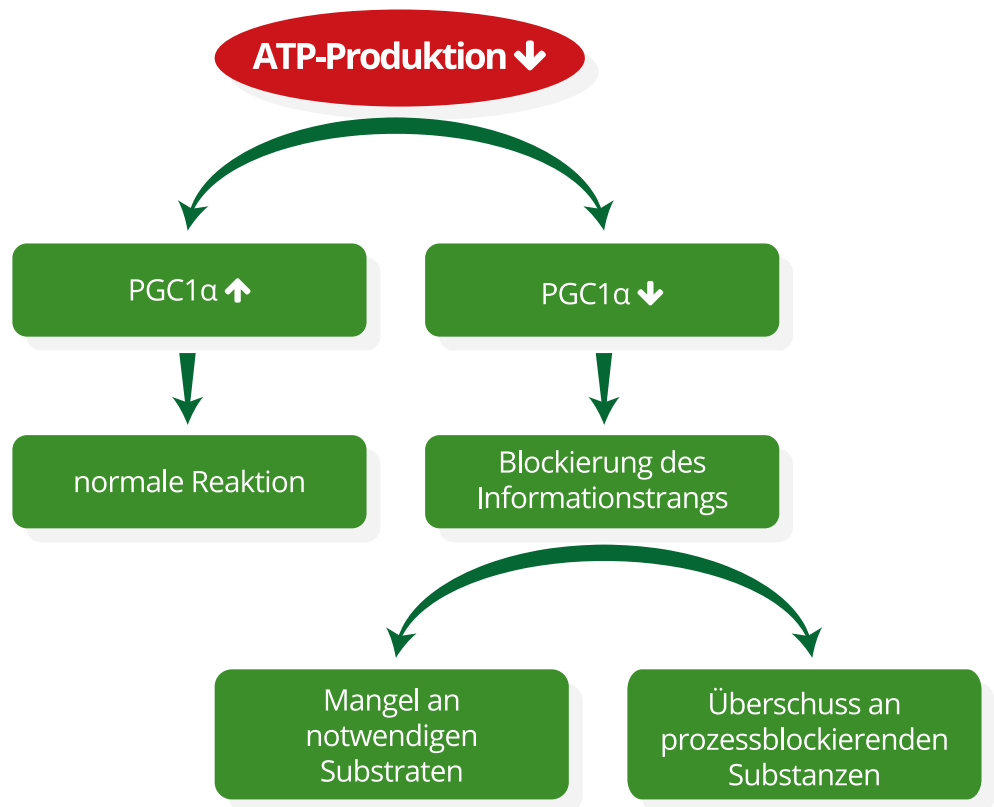 ATP-Produktion ↓
PGC1α ↑
PGC1α ↓
normale Reaktion
Blockierung des
Informationstrangs
Mangel an
notwendigen
Substraten
Überschuss an
prozessblockierenden
Substanzen